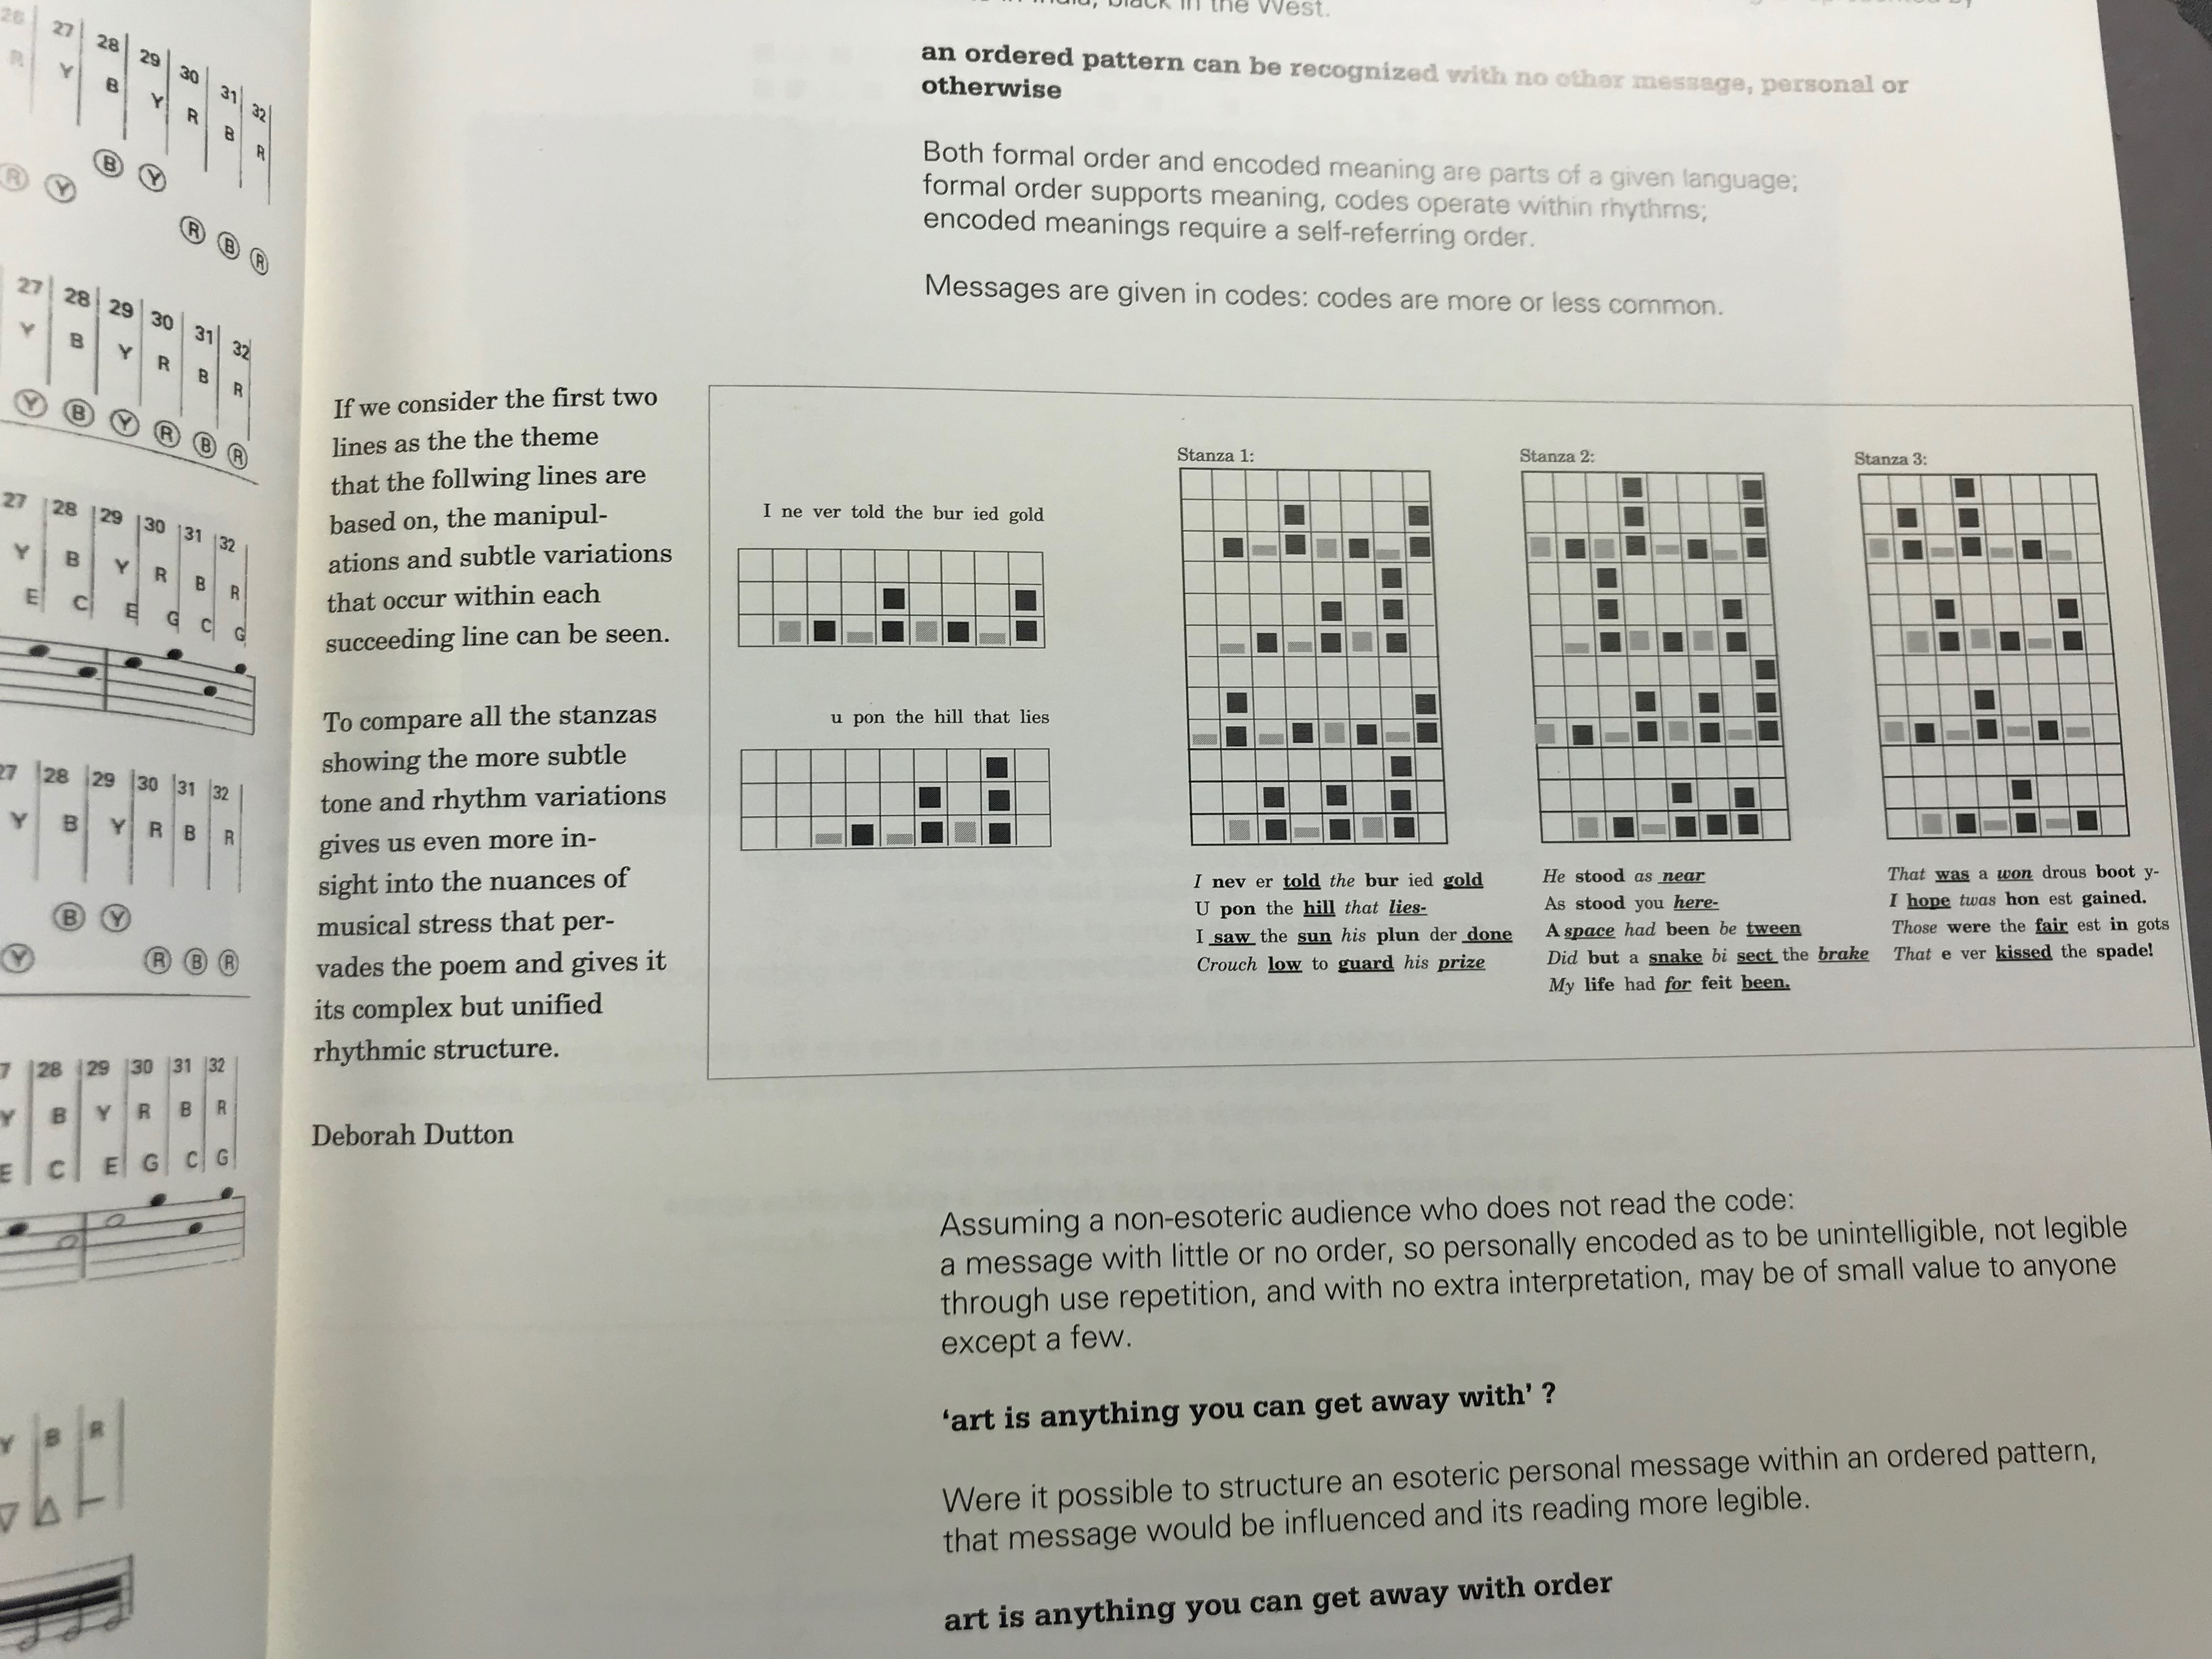 26 27 28 29 30 31 32
R Y B Y R B R
R Y B Y R B R
27 28 29 30 31 32
Y B Y R B R
Y B Y R B R
27 28 29 30 31 32
Y B Y R B R
E C E G C G
27 28 29 30 31 32
Y B Y R B R
B Y
Y R B R
7 28 29 30 31 32
Y B Y R B R
E C E G C G
Y B R
in India, black in the West.
an ordered pattern can be recognized with no other message, personal or
otherwise
Both formal order and encoded meaning are parts of a given language;
formal order supports meaning, codes operate within rhythms;
encoded meanings require a self-referring order.
Messages are given in codes: codes are more or less common.
If we consider the first two
lines as the the theme
that the follwing lines are
based on, the manipul-
ations and subtle variations
that occur within each
succeeding line can be seen.
To compare all the stanzas
showing the more subtle
tone and rhythm variations
gives us even more in-
sight into the nuances of
musical stress that per-
vades the poem and gives it
its complex but unified
rhythmic structure.
Deborah Dutton
I ne ver told the bur ied gold
u pon the hill that lies
Stanza 1:
I nev er told the bur ied gold
U pon the hill that lies-
I saw the sun his plun der done
Crouch low to guard his prize
Stanza 2:
He stood as near
As stood you here-
A space had been be tween
Did but a snake bi sect the brake
My life had for feit been.
Stanza 3:
That was a won drous boot y-
I hope twas hon est gained.
Those were the fair est in gots
That e ver kissed the spade!
Assuming a non-esoteric audience who does not read the code:
a message with little or no order, so personally encoded as to be unintelligible, not legible
through use repetition, and with no extra interpretation, may be of small value to anyone
except a few.
‘art is anything you can get away with’ ?
Were it possible to structure an esoteric personal message within an ordered pattern,
that message would be influenced and its reading more legible.
art is anything you can get away with order